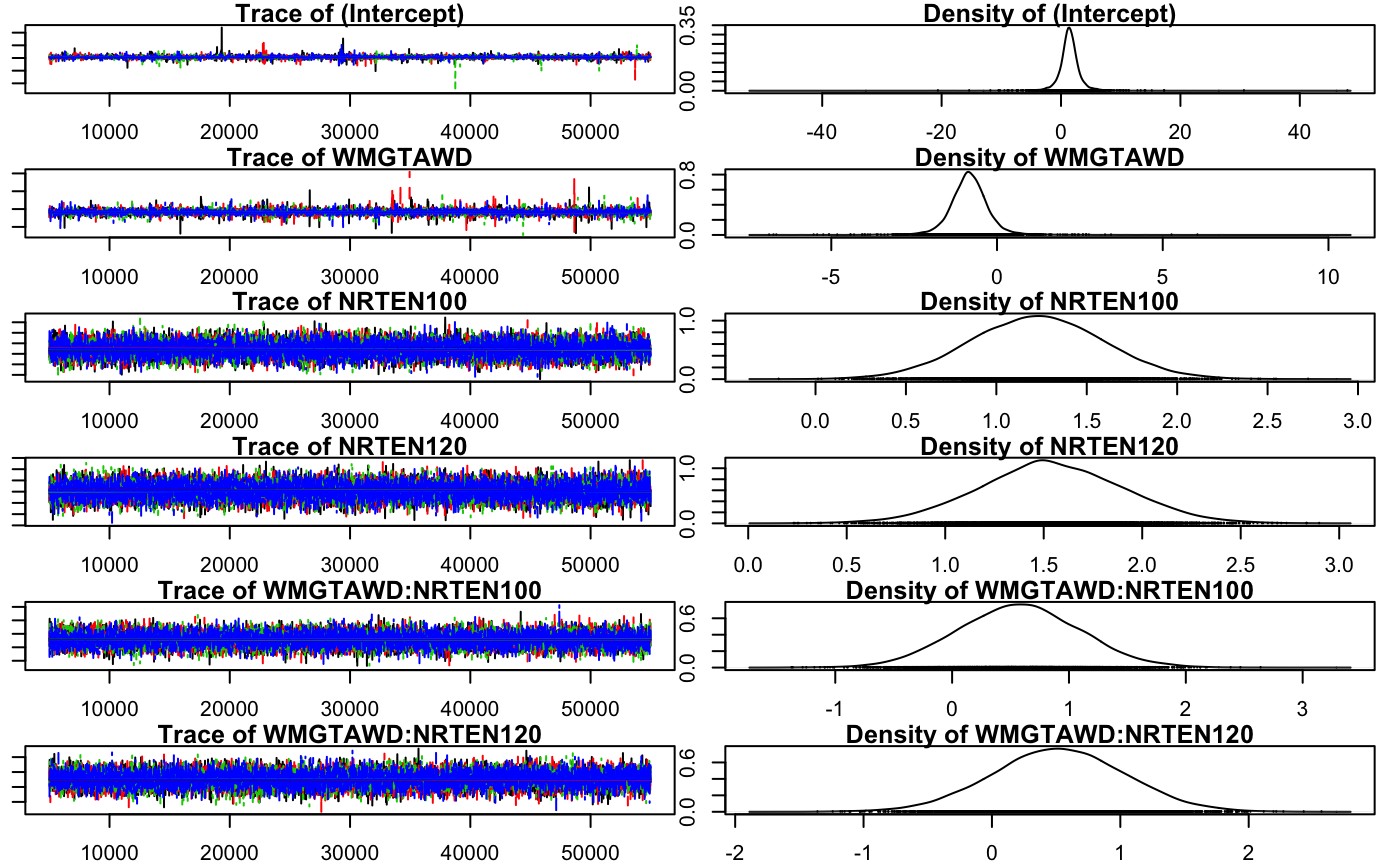 Trace of (Intercept)
Density of (Intercept)
0.00 0.35
10000 20000 30000 40000 50000
-40 -20 0 20 40
Trace of WMGTAWD
Density of WMGTAWD
0.0 0.8
10000 20000 30000 40000 50000
-5 0 5 10
Trace of NRTEN100
Density of NRTEN100
0.0 1.0
10000 20000 30000 40000 50000
0.0 0.5 1.0 1.5 2.0 2.5 3.0
Trace of NRTEN120
Density of NRTEN120
0.0 1.0
10000 20000 30000 40000 50000
0.0 0.5 1.0 1.5 2.0 2.5 3.0
Trace of WMGTAWD:NRTEN100
Density of WMGTAWD:NRTEN100
0.0 0.6
10000 20000 30000 40000 50000
-1 0 1 2 3
Trace of WMGTAWD:NRTEN120
Density of WMGTAWD:NRTEN120
0.0 0.6
10000 20000 30000 40000 50000
-2 -1 0 1 2